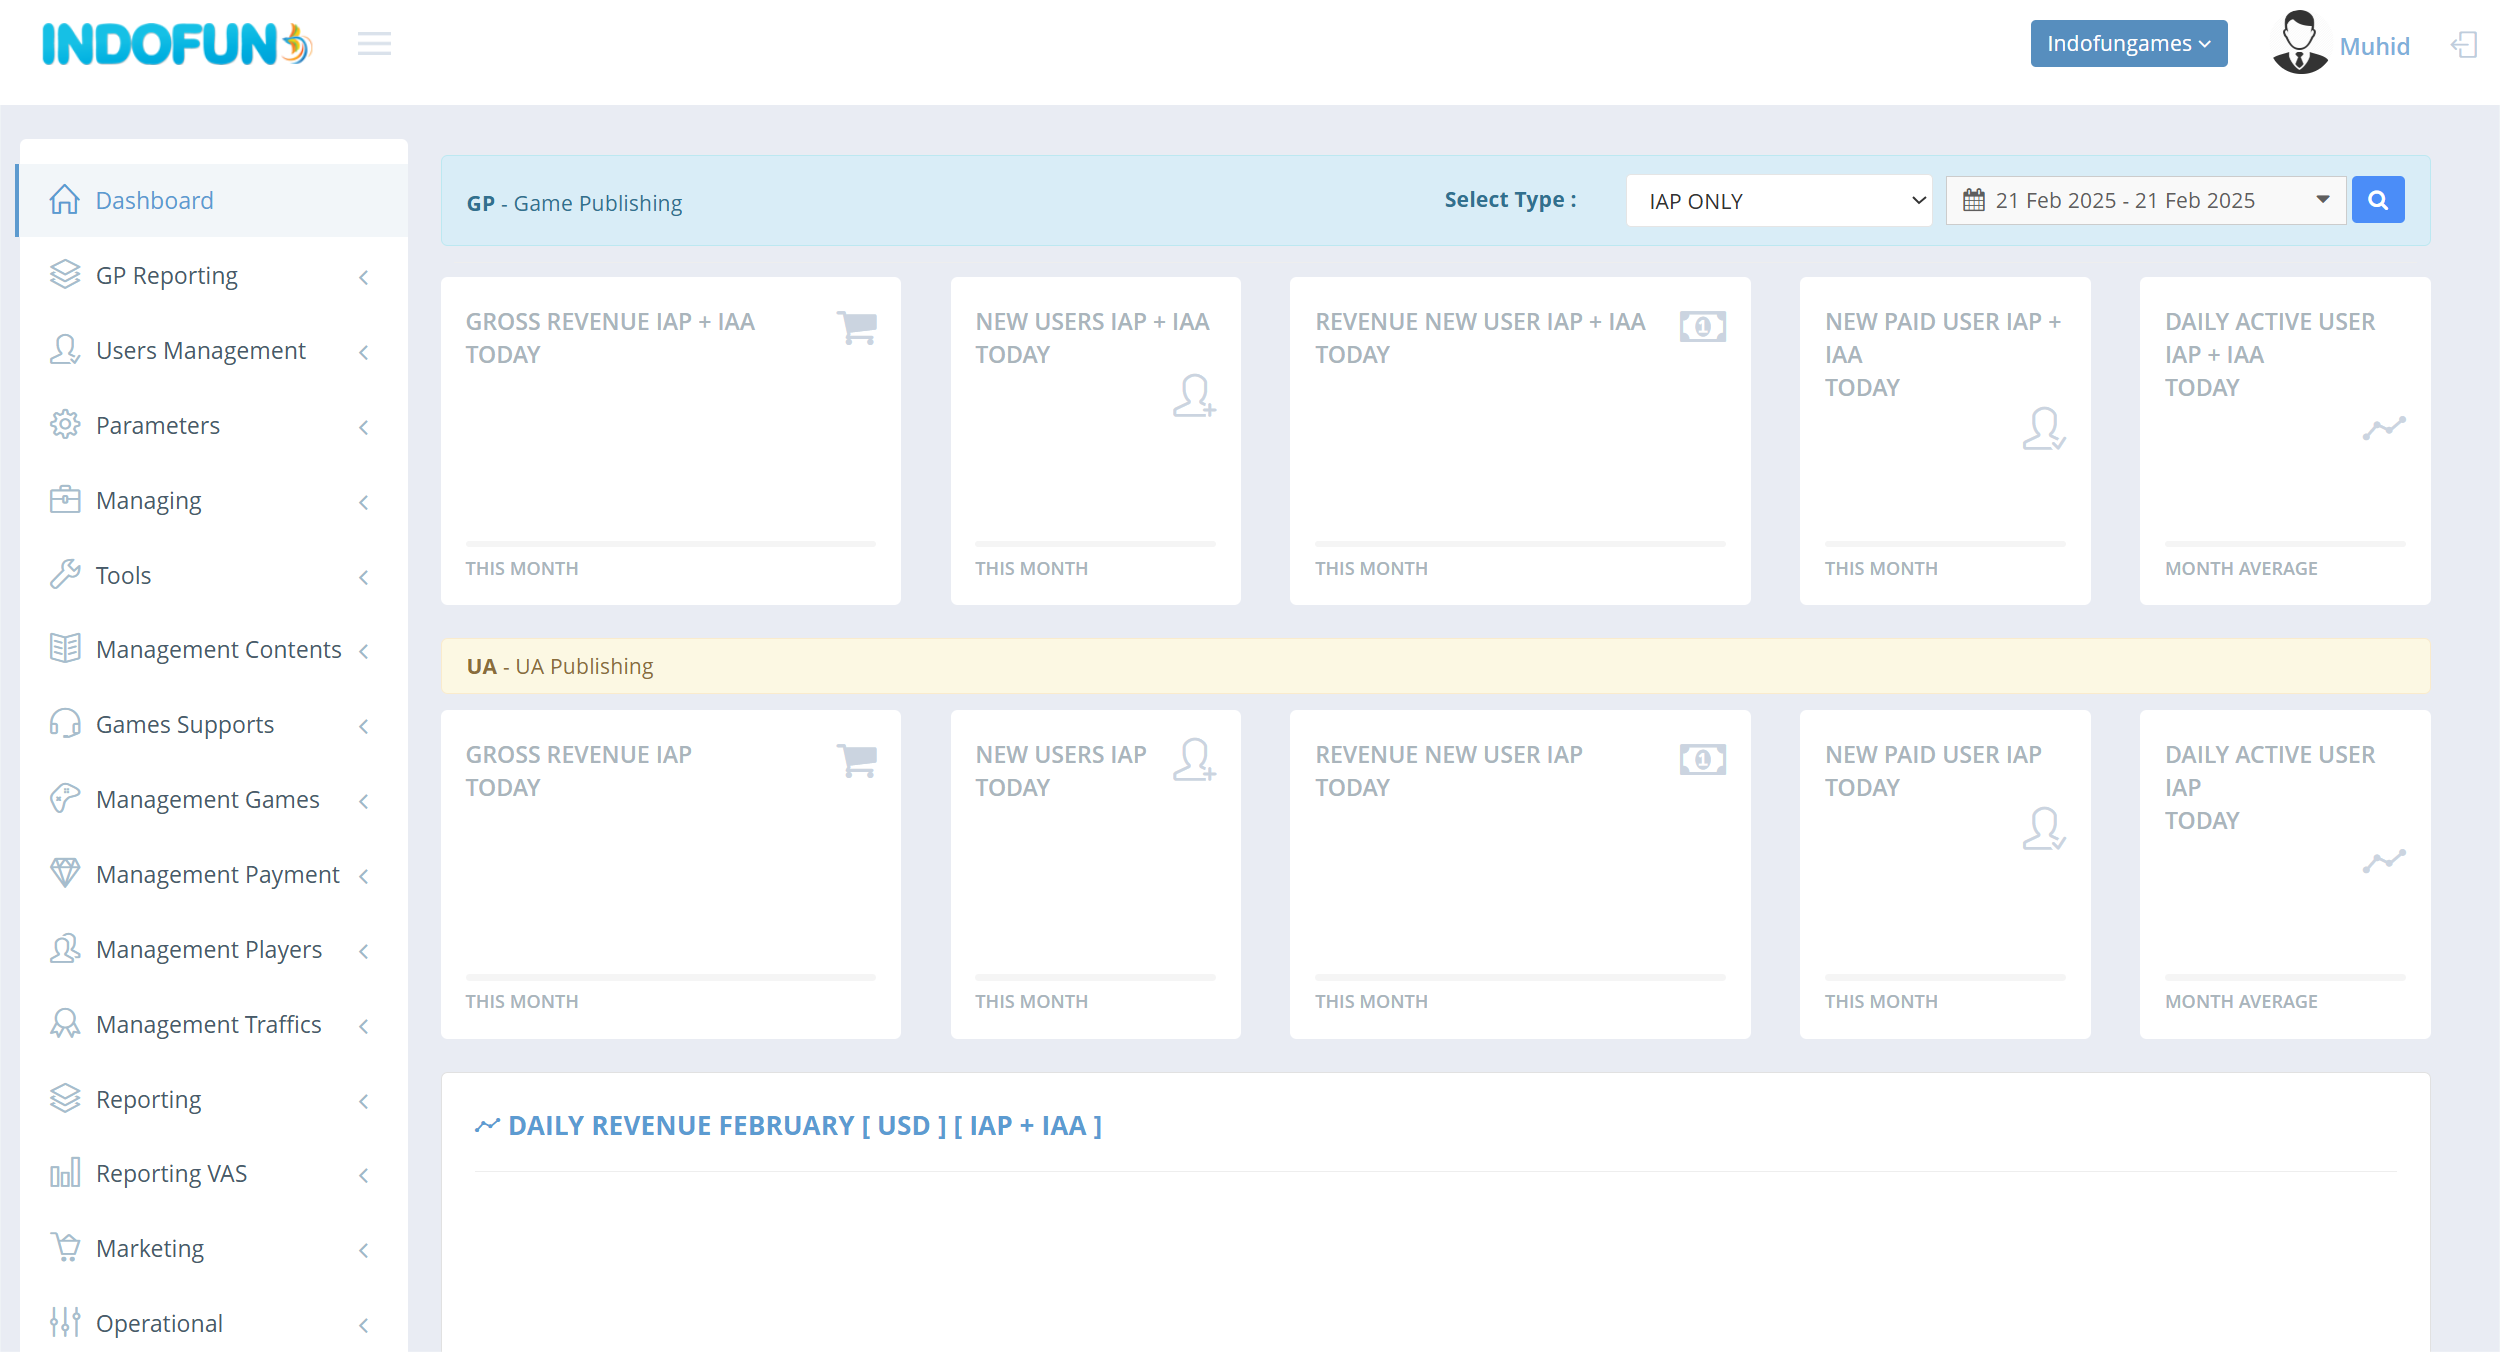 INDOFUN
Indofungames
Muhid
Dashboard
GP Reporting
Users Management
Parameters
Managing
Tools
Management Contents
Games Supports
Management Games
Management Payment
Management Players
Management Traffics
Reporting
Reporting VAS
Marketing
Operational
GP - Game Publishing
Select Type :
IAP ONLY
21 Feb 2025 - 21 Feb 2025
GROSS REVENUE IAP + IAA
TODAY
THIS MONTH
NEW USERS IAP + IAA
TODAY
THIS MONTH
REVENUE NEW USER IAP + IAA
TODAY
THIS MONTH
NEW PAID USER IAP +
IAA
TODAY
THIS MONTH
DAILY ACTIVE USER
IAP + IAA
TODAY
MONTH AVERAGE
UA - UA Publishing
GROSS REVENUE IAP
TODAY
THIS MONTH
NEW USERS IAP
TODAY
THIS MONTH
REVENUE NEW USER IAP
TODAY
THIS MONTH
NEW PAID USER IAP
TODAY
THIS MONTH
DAILY ACTIVE USER
IAP
TODAY
MONTH AVERAGE
DAILY REVENUE FEBRUARY [ USD ] [ IAP + IAA ]